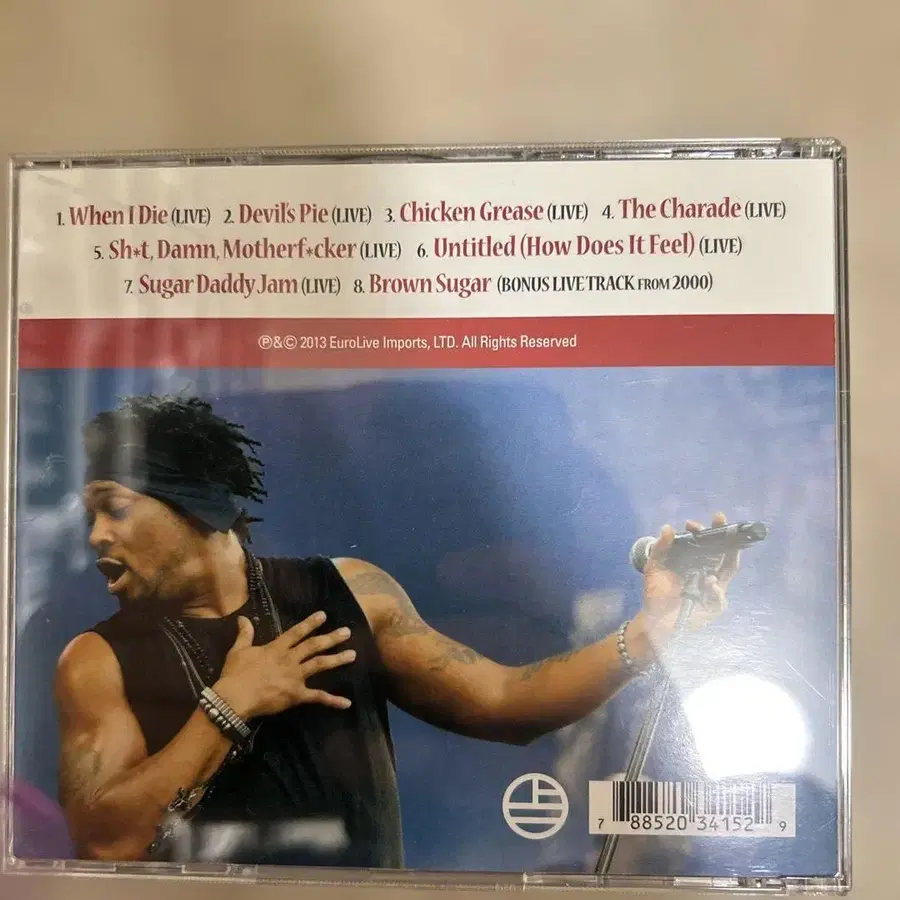 1. When I Die (LIVE) 2. Devil's Pie (LIVE) 3. Chicken Grease (LIVE) 4. The Charade (LIVE)
5. Sh*t, Damn, Motherf*cker (LIVE) 6. Untitled (How Does It Feel) (LIVE)
7. Sugar Daddy Jam (LIVE) 8. Brown Sugar (BONUS LIVE TRACK FROM 2000)
℗&© 2013 EuroLive Imports, LTD. All Rights Reserved
7 88520 34152 9